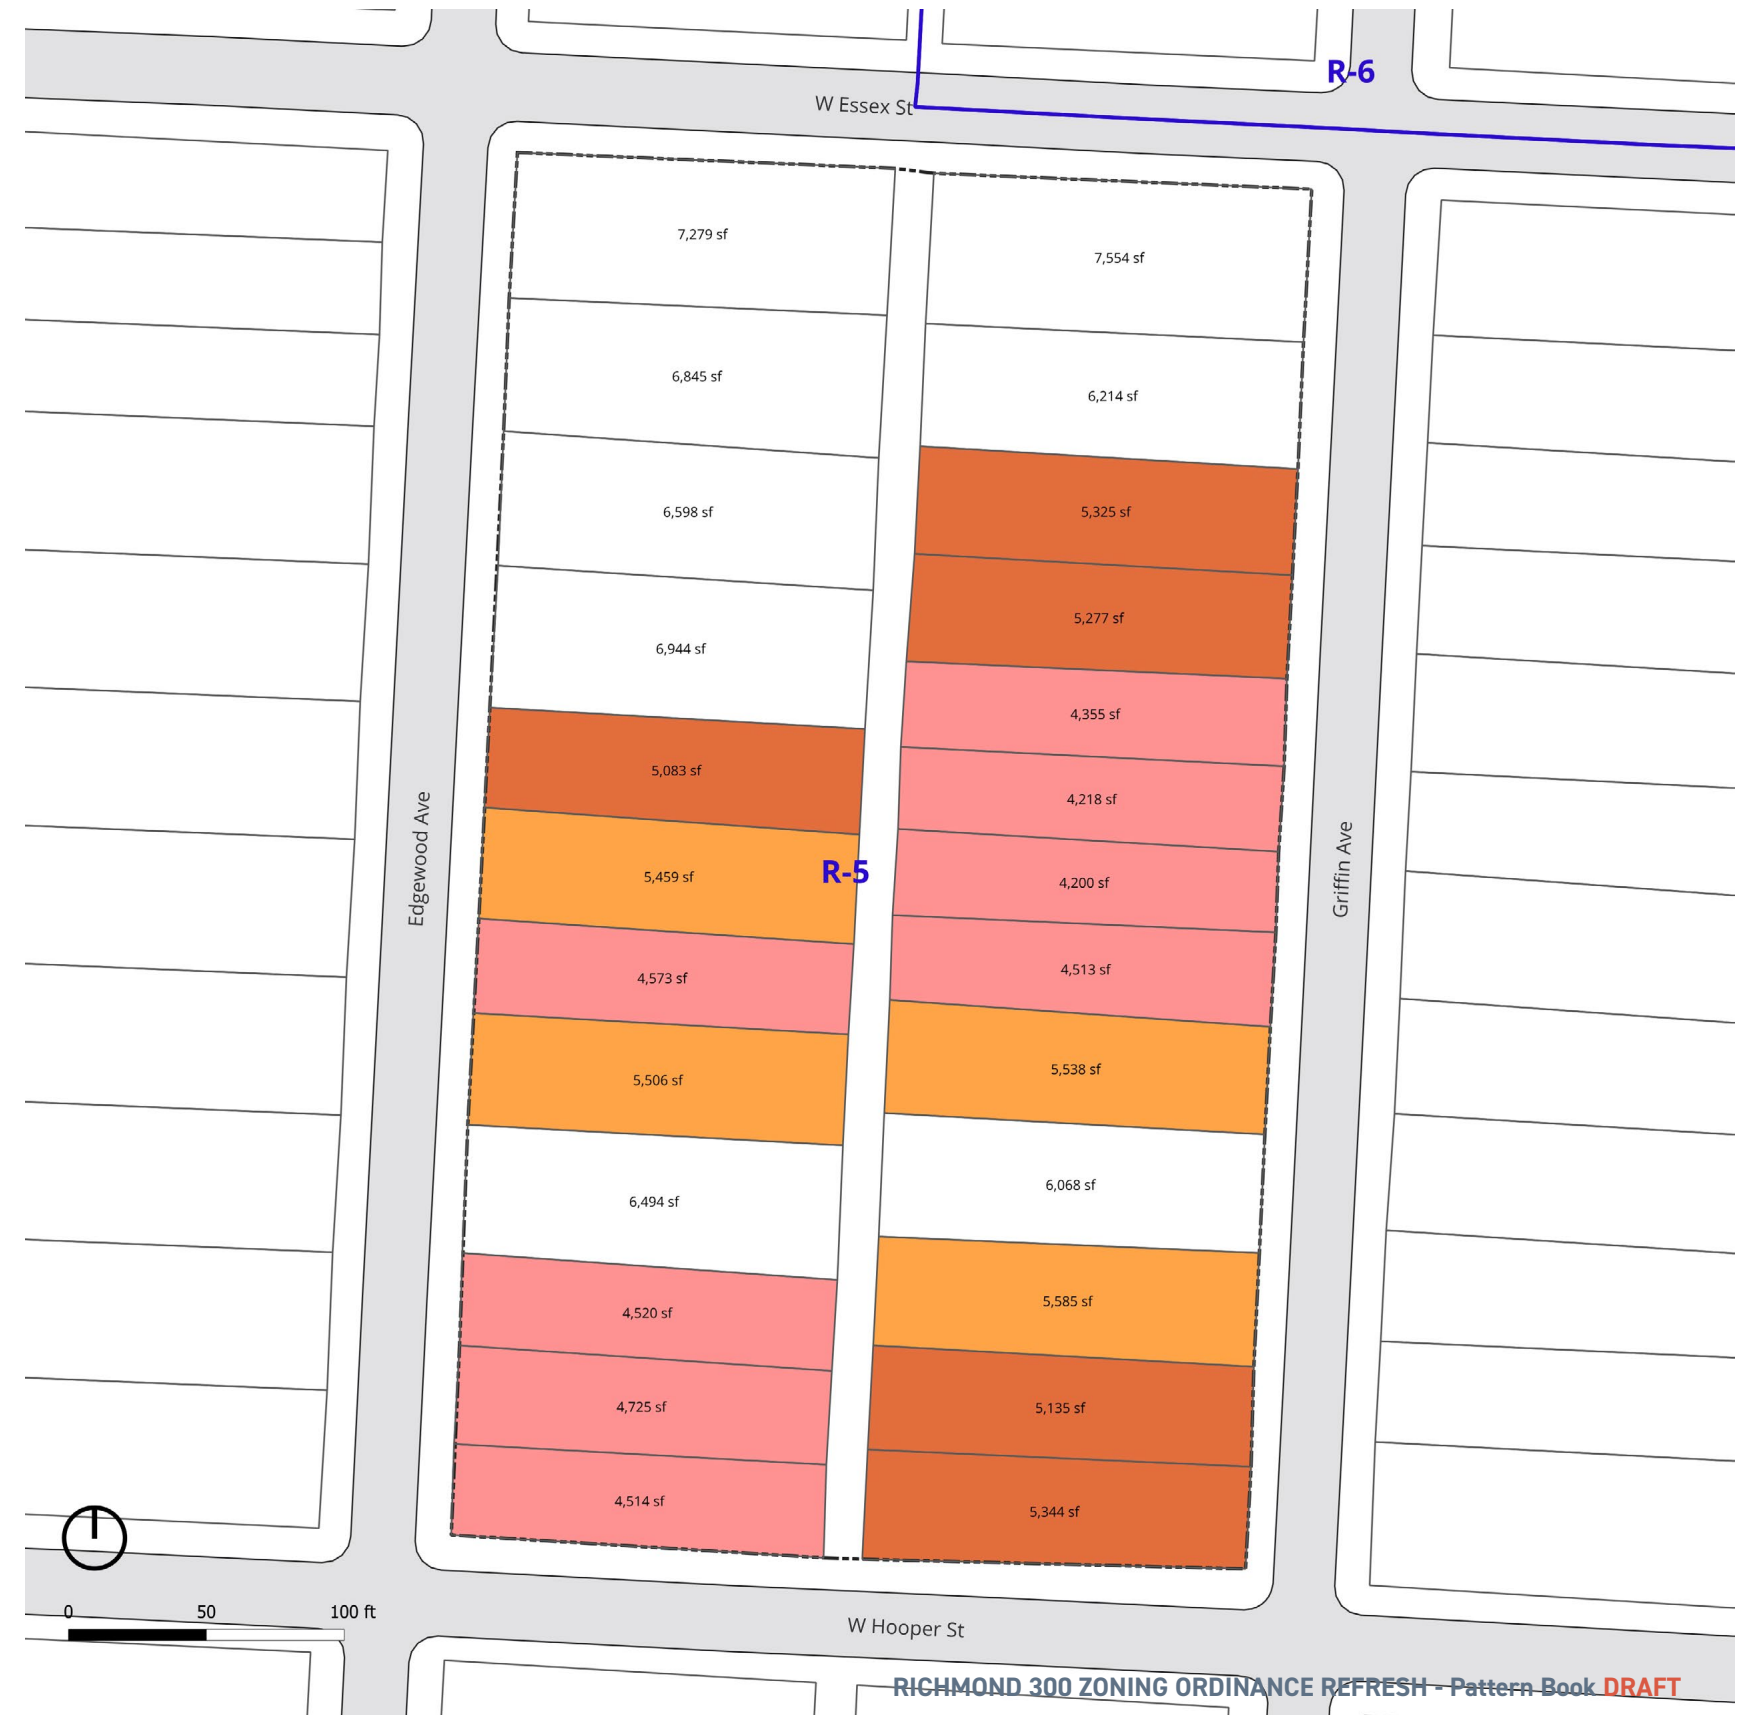 R-6
W Essex St
7,279 sf
7,554 sf
6,845 sf
6,214 sf
6,598 sf
5,325 sf
5,277 sf
6,944 sf
4,355 sf
5,083 sf
4,218 sf
Edgewood Ave
R-5
Griffin Ave
5,459 sf
4,200 sf
4,573 sf
4,513 sf
5,506 sf
5,538 sf
6,494 sf
6,068 sf
4,520 sf
5,585 sf
4,725 sf
5,135 sf
4,514 sf
5,344 sf
0 50 100 ft
W Hooper St
RICHMOND 300 ZONING ORDINANCE REFRESH - Pattern Book DRAFT